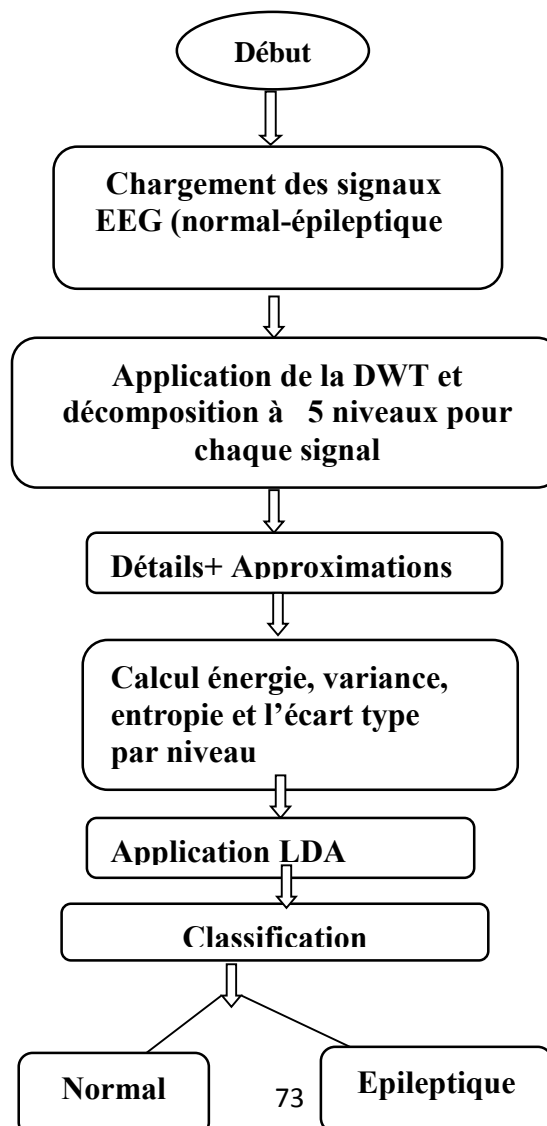 Début
Chargement des signaux
EEG (normal-épileptique
Application de la DWT et
décomposition à 5 niveaux pour
chaque signal
Détails+ Approximations
Calcul énergie, variance,
entropie et l’écart type
par niveau
Application LDA
Classification
Normal
Epileptique
73